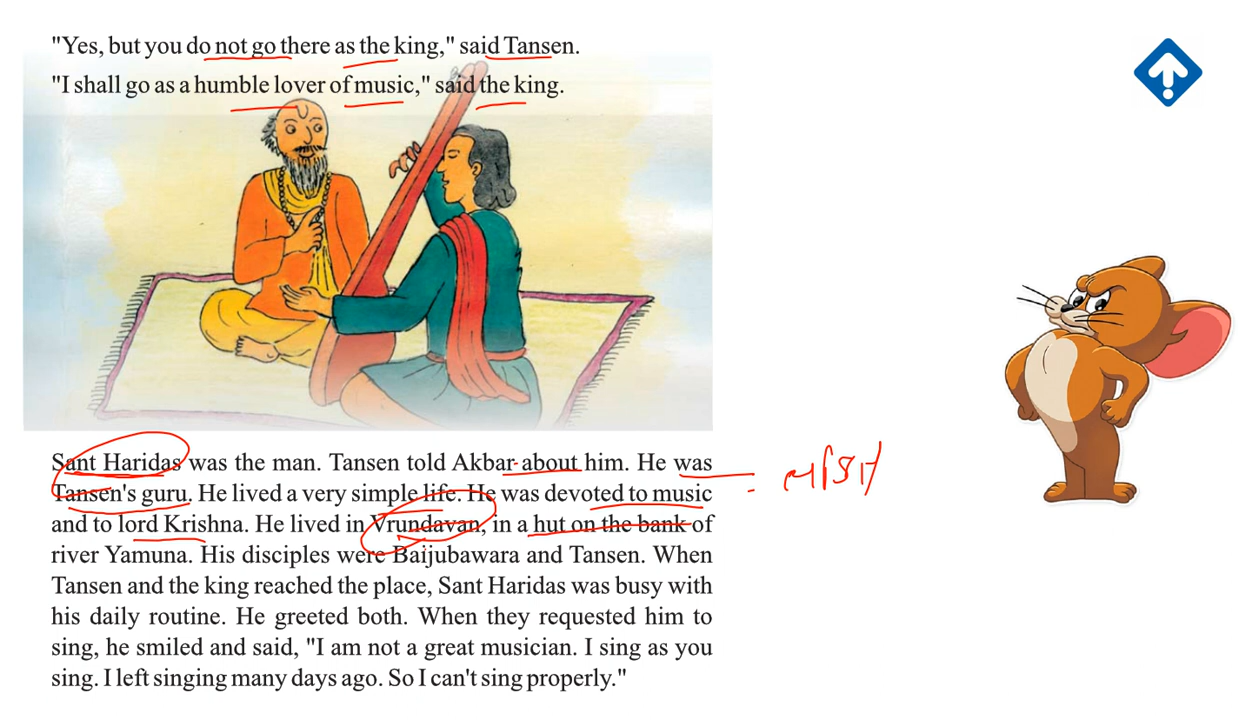 "Yes, but you do not go there as the king," said Tansen.
"I shall go as a humble lover of music," said the king.
Sant Haridas was the man. Tansen told Akbar about him. He was
Tansen's guru. He lived a very simple life. He was devoted to music
and to lord Krishna. He lived in Vrundavan, in a hut on the bank of
river Yamuna. His disciples were Baijubawara and Tansen. When
Tansen and the king reached the place, Sant Haridas was busy with
his daily routine. He greeted both. When they requested him to
sing, he smiled and said, "I am not a great musician. I sing as you
sing. I left singing many days ago. So I can't sing properly."